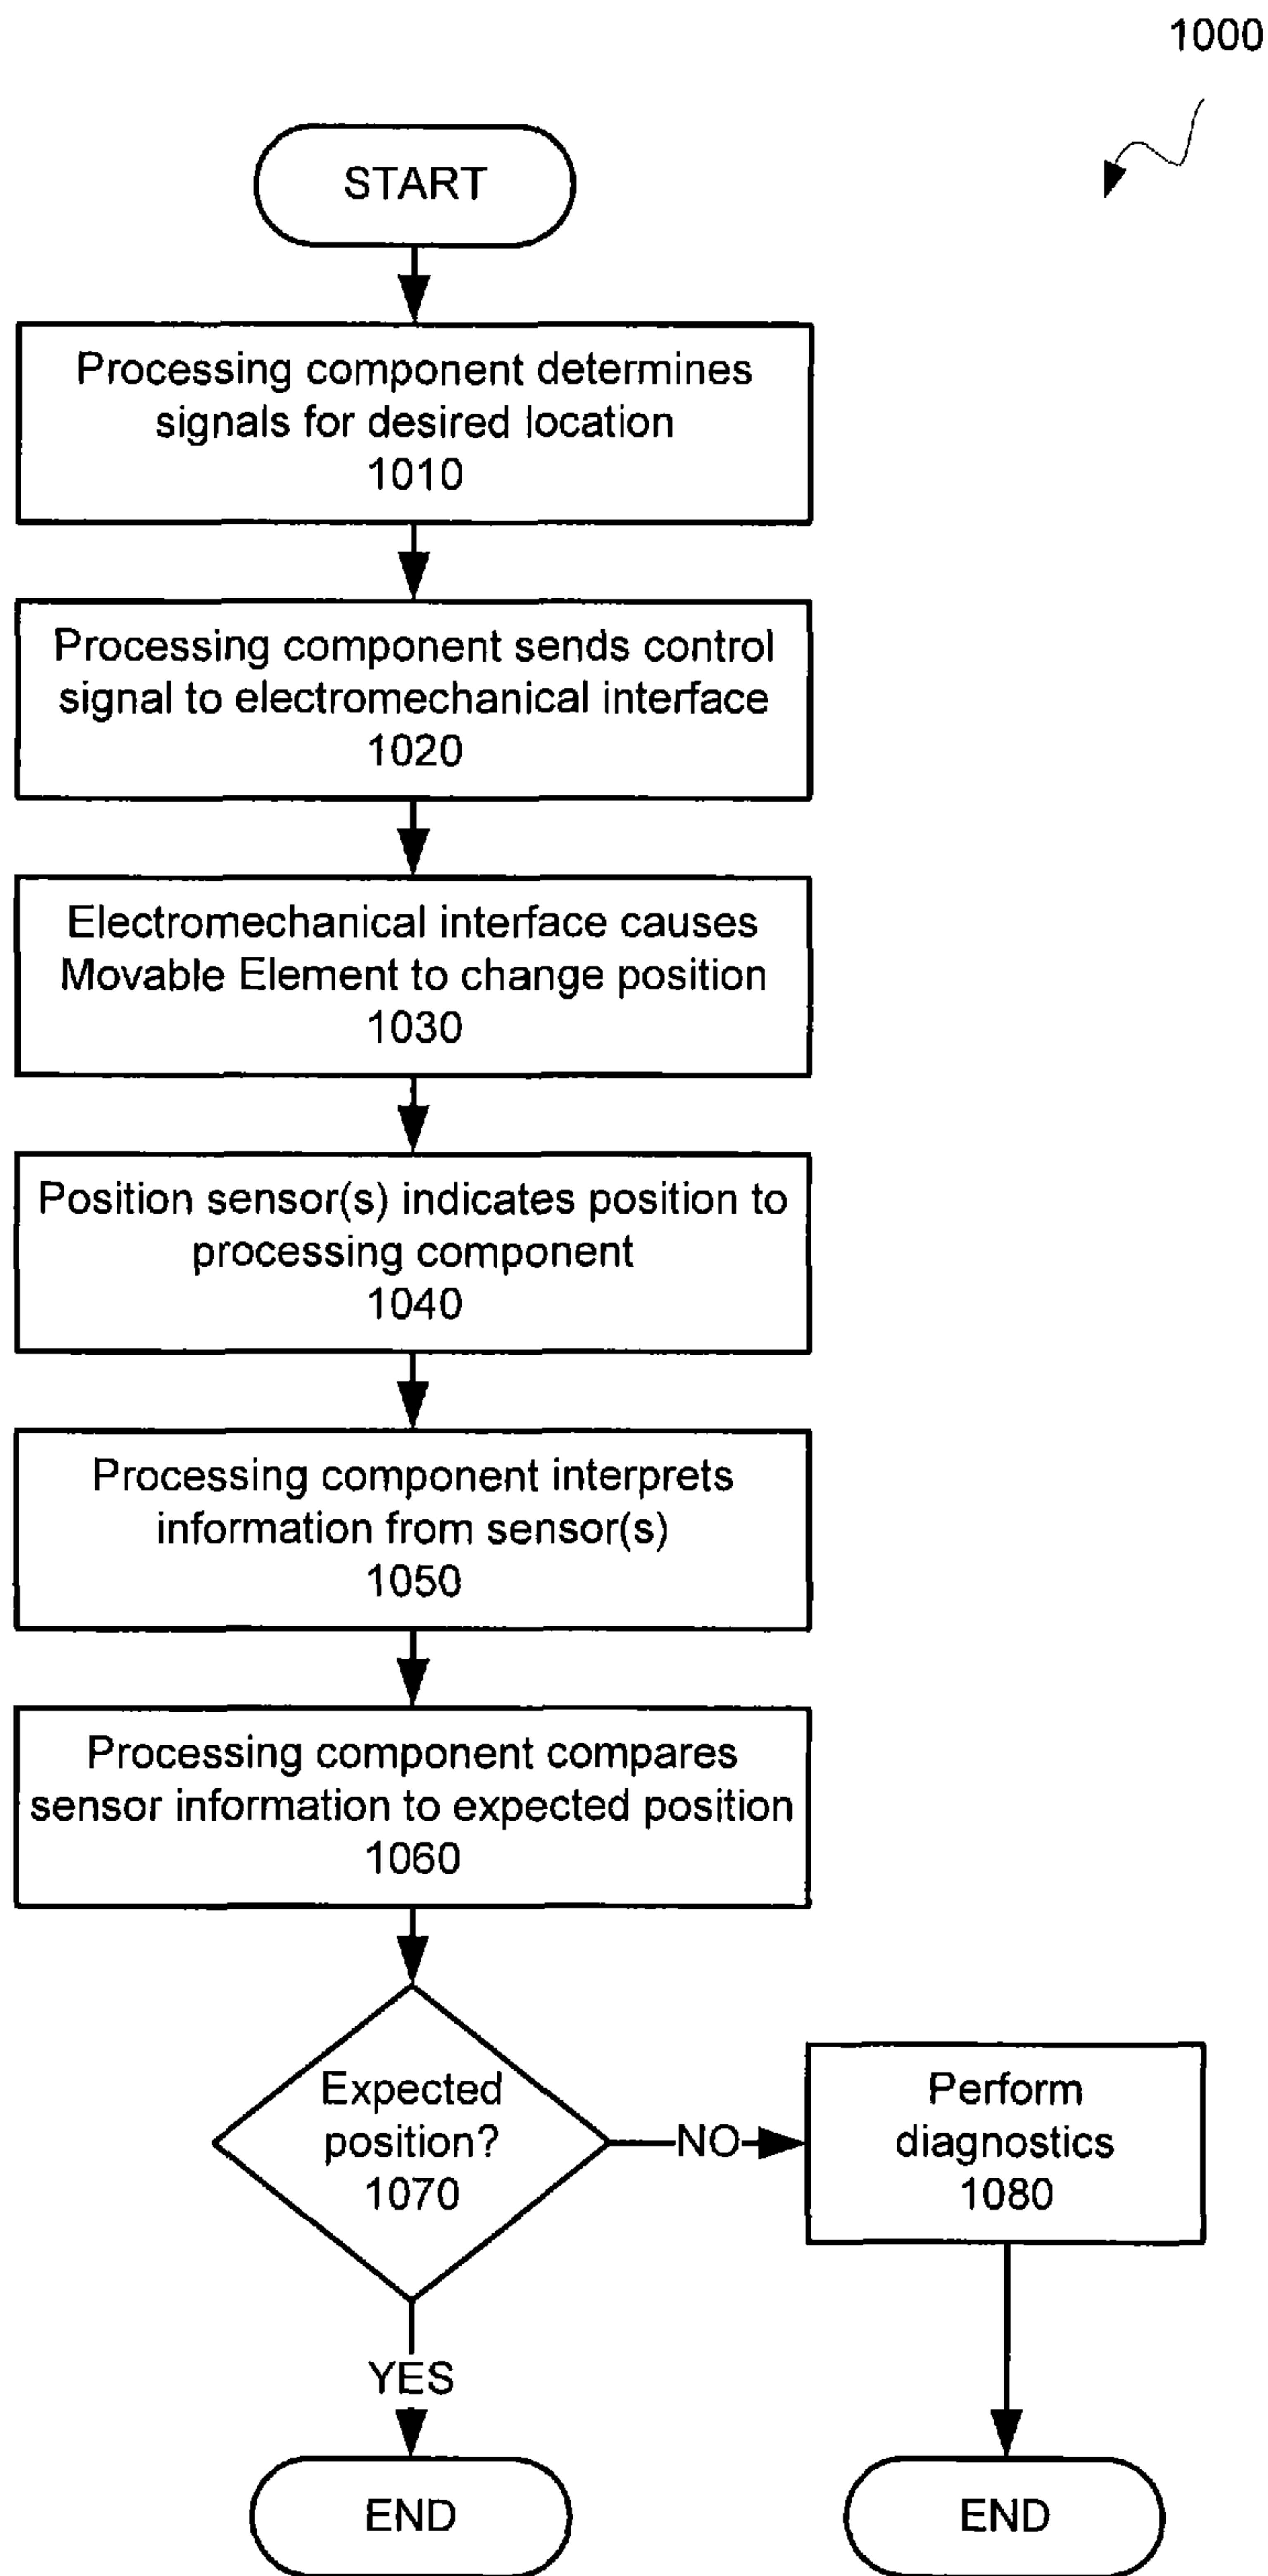 1000
START
Processing component determines
signals for desired location
1010
Processing component sends control
signal to electromechanical interface
1020
Electromechanical interface causes
Movable Element to change position
1030
Position sensor(s) indicates position to
processing component
1040
Processing component interprets
information from sensor(s)
1050
Processing component compares
sensor information to expected position
1060
Expected
position?
1070
NO
Perform
diagnostics
1080
YES
END
END